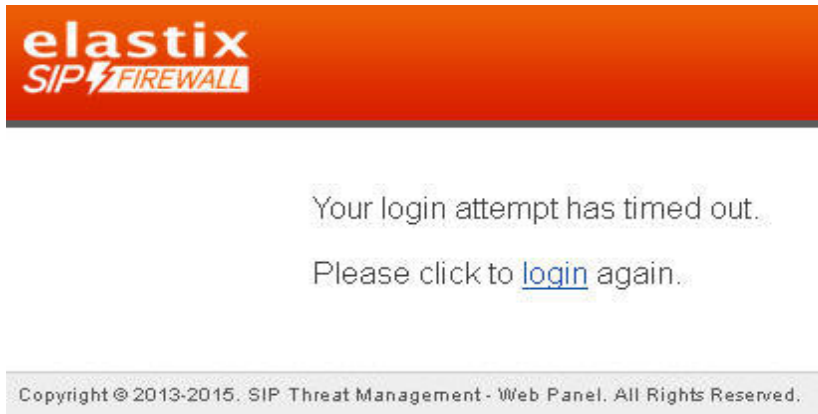 elastix
SIP FIREWALL
Your login attempt has timed out.
Please click to login again.
Copyright © 2013-2015. SIP Threat Management - Web Panel. All Rights Reserved.